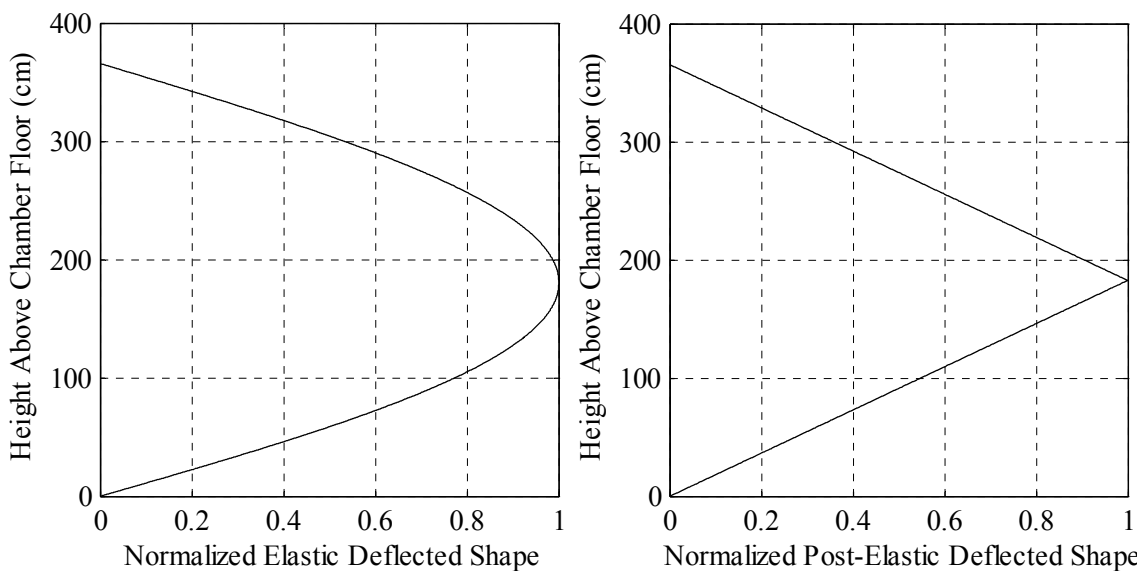 400
300
200
100
0
Height Above Chamber Floor (cm)
0 0.2 0.4 0.6 0.8 1
Normalized Elastic Deflected Shape
400
300
200
100
0
Height Above Chamber Floor (cm)
0 0.2 0.4 0.6 0.8 1
Normalized Post-Elastic Deflected Shape